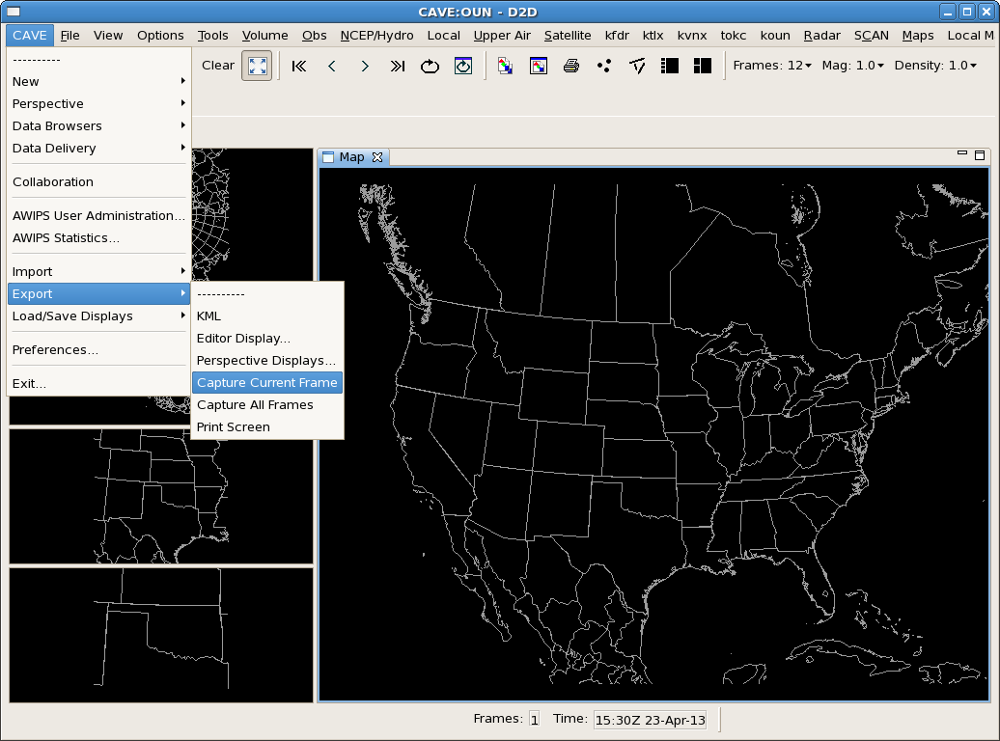 CAVE:OUN - D2D
CAVE File View Options Tools Volume Obs NCEP/Hydro Local Upper Air Satellite kfdr ktlx kvnx tokc koun Radar SCAN Maps Local M
Clear Frames: 12 Mag: 1.0 Density: 1.0
----------
New
Perspective
Data Browsers
Data Delivery
Collaboration
AWIPS User Administration...
AWIPS Statistics...
Import
Export
Load/Save Displays
Preferences...
Exit...
----------
KML
Editor Display...
Perspective Displays...
Capture Current Frame
Capture All Frames
Print Screen
Map
Frames: 1 Time: 15:30Z 23-Apr-13